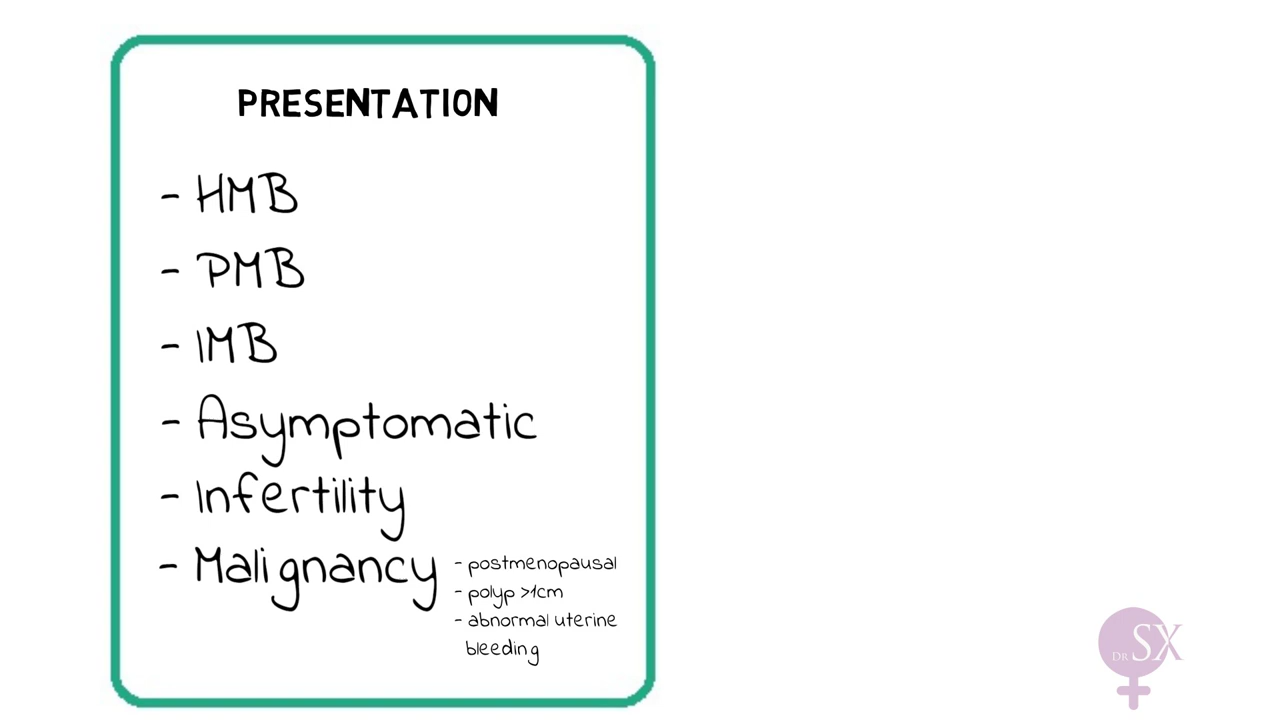 PRESENTATION
- HMB
- PMB
- IMB
- Asymptomatic
- Infertility
- Malignancy
- postmenopausal
- polyp >1cm
- abnormal uterine
bleeding
DR SX